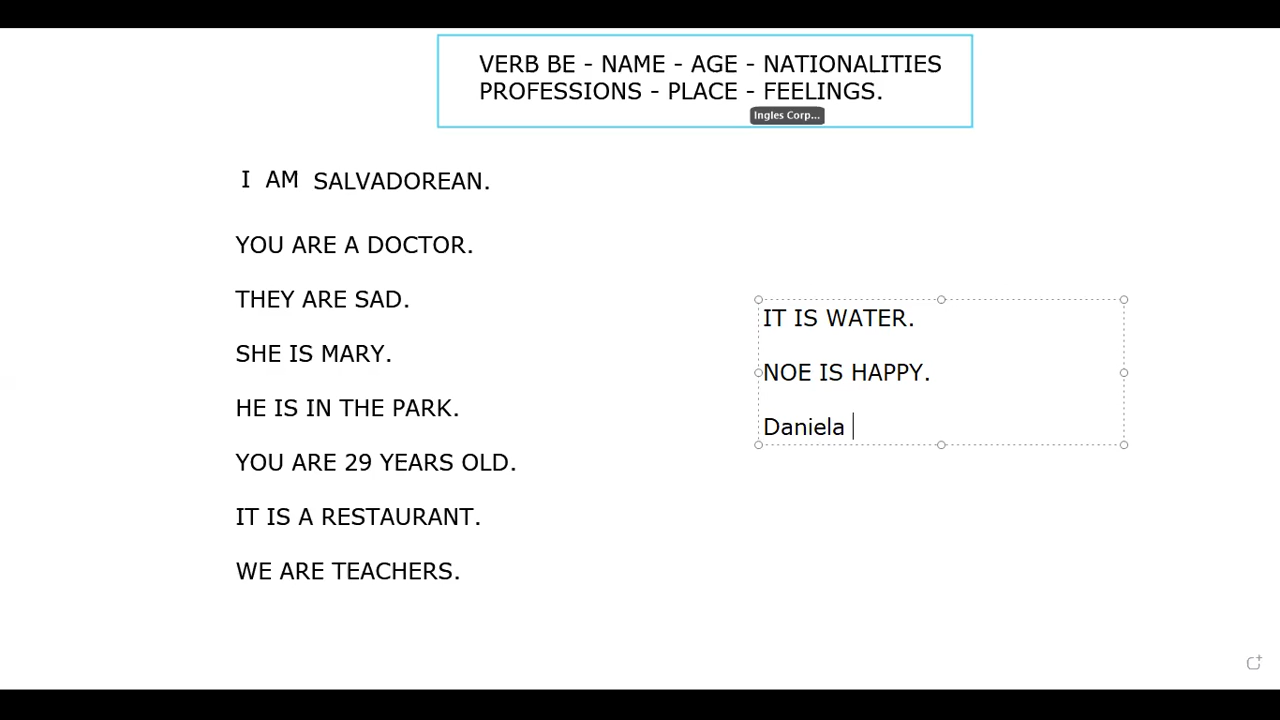 VERB BE - NAME - AGE - NATIONALITIES
PROFESSIONS - PLACE - FEELINGS.
Ingles Corp...
I AM SALVADOREAN.
YOU ARE A DOCTOR.
THEY ARE SAD.
SHE IS MARY.
HE IS IN THE PARK.
YOU ARE 29 YEARS OLD.
IT IS A RESTAURANT.
WE ARE TEACHERS.
IT IS WATER.
NOE IS HAPPY.
Daniela